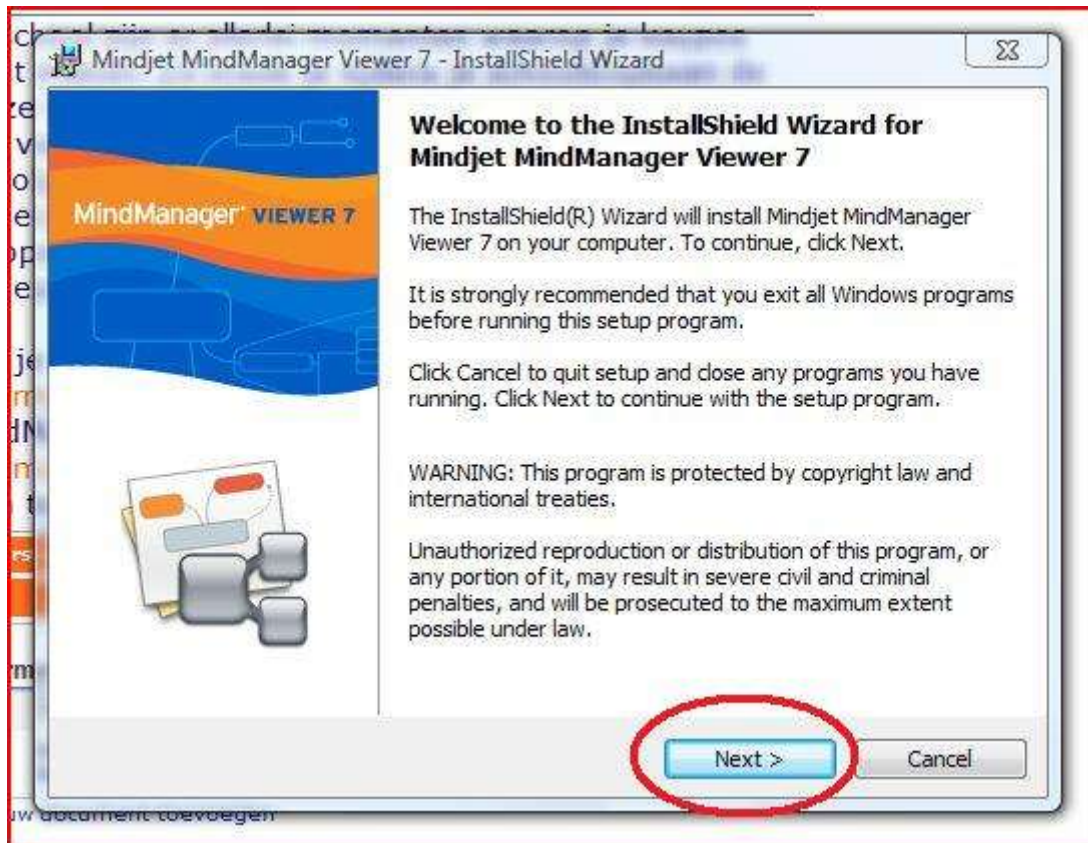 Mindjet MindManager Viewer 7 - InstallShield Wizard
MindManager VIEWER 7
Welcome to the InstallShield Wizard for
Mindjet MindManager Viewer 7
The InstallShield(R) Wizard will install Mindjet MindManager
Viewer 7 on your computer. To continue, click Next.
It is strongly recommended that you exit all Windows programs
before running this setup program.
Click Cancel to quit setup and close any programs you have
running. Click Next to continue with the setup program.
WARNING: This program is protected by copyright law and
international treaties.
Unauthorized reproduction or distribution of this program, or
any portion of it, may result in severe civil and criminal
penalties, and will be prosecuted to the maximum extent
possible under law.
Next >
Cancel
document toevoegen